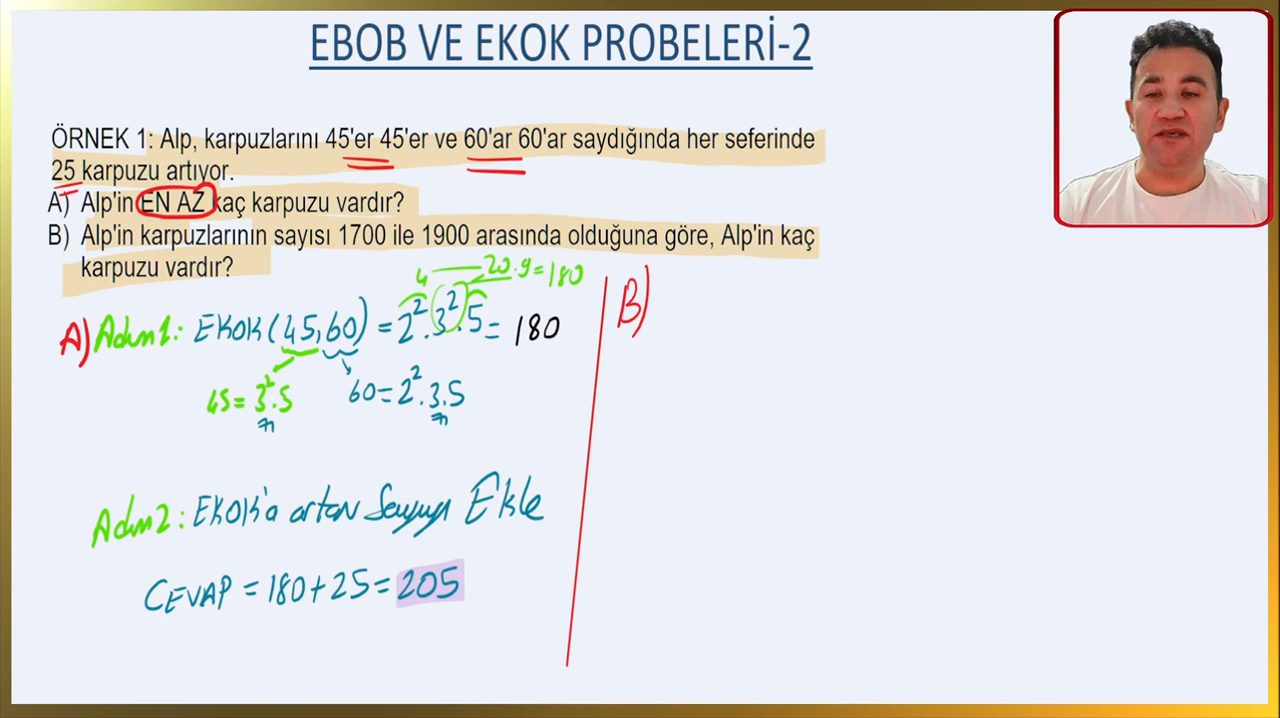 EBOB VE EKOK PROBELERİ-2
ÖRNEK 1: Alp, karpuzlarını 45'er 45'er ve 60'ar 60'ar saydığında her seferinde
25 karpuzu artıyor.
A) Alp'in EN AZ kaç karpuzu vardır?
B) Alp'in karpuzlarının sayısı 1700 ile 1900 arasında olduğuna göre, Alp'in kaç
karpuzu vardır?
4 20.9=180
A) Adım1: EKOK(45,60) = 2².3².5 = 180
45=3².5 60=2².3.5
Adım2: EKOK'a artan Sayıyı Ekle
CEVAP = 180+25=205
B)